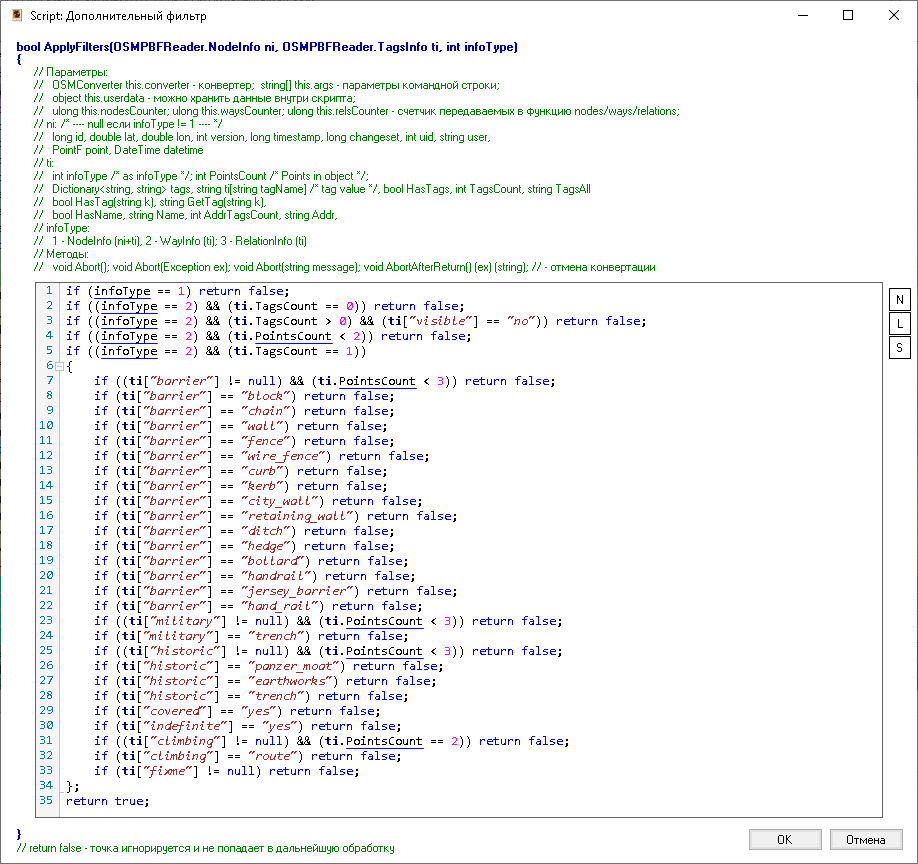 Script: Дополнительный фильтр
bool ApplyFilters(OSMPBFReader.NodeInfo ni, OSMPBFReader.TagsInfo ti, int infoType)
{
// Параметры:
// OSMConverter this.converter - конвертер; string[] this.args - параметры командной строки;
// object this.userdata - можно хранить данные внутри скрипта;
// ulong this.nodesCounter; ulong this.waysCounter; ulong this.relsCounter - счетчик передаваемых в функцию nodes/ways/relations;
// ni: /* ---- null если infoType != 1 ---- */
// long id, double lat, double lon, int version, long timestamp, long changeset, int uid, string user,
// PointF point, DateTime datetime
// ti:
// int infoType /* as infoType */; int PointsCount /* Points in object */;
// Dictionary<string, string> tags, string ti[string tagName] /* tag value */, bool HasTags, int TagsCount, string TagsAll
// bool HasTag(string k), string GetTag(string k),
// bool HasName, string Name, int AddrTagsCount, string Addr,
// infoType:
// 1 - NodeInfo (ni+ti), 2 - WayInfo (ti); 3 - RelationInfo (ti)
// Методы:
// void Abort(); void Abort(Exception ex); void Abort(string message); void AbortAfterReturn() (ex) (string); // - отмена конвертации
1 if (infoType == 1) return false;
2 if ((infoType == 2) && (ti.TagsCount == 0)) return false;
3 if ((infoType == 2) && (ti.TagsCount > 0) && (ti["visible"] == "no")) return false;
4 if ((infoType == 2) && (ti.PointsCount < 2)) return false;
5 if ((infoType == 2) && (ti.TagsCount == 1))
6 {
7 if ((ti["barrier"] != null) && (ti.PointsCount < 3)) return false;
8 if (ti["barrier"] == "block") return false;
9 if (ti["barrier"] == "chain") return false;
10 if (ti["barrier"] == "wall") return false;
11 if (ti["barrier"] == "fence") return false;
12 if (ti["barrier"] == "wire_fence") return false;
13 if (ti["barrier"] == "curb") return false;
14 if (ti["barrier"] == "kerb") return false;
15 if (ti["barrier"] == "city_wall") return false;
16 if (ti["barrier"] == "retaining_wall") return false;
17 if (ti["barrier"] == "ditch") return false;
18 if (ti["barrier"] == "hedge") return false;
19 if (ti["barrier"] == "bollard") return false;
20 if (ti["barrier"] == "handrail") return false;
21 if (ti["barrier"] == "jersey_barrier") return false;
22 if (ti["barrier"] == "hand_rail") return false;
23 if ((ti["military"] != null) && (ti.PointsCount < 3)) return false;
24 if (ti["military"] == "trench") return false;
25 if ((ti["historic"] != null) && (ti.PointsCount < 3)) return false;
26 if (ti["historic"] == "panzer_moat") return false;
27 if (ti["historic"] == "earthworks") return false;
28 if (ti["historic"] == "trench") return false;
29 if (ti["covered"] == "yes") return false;
30 if (ti["indefinite"] == "yes") return false;
31 if ((ti["climbing"] != null) && (ti.PointsCount == 2)) return false;
32 if (ti["climbing"] == "route") return false;
33 if (ti["fixme"] != null) return false;
34 };
35 return true;
N
L
S
}
// return false - точка игнорируется и не попадает в дальнейшую обработку
OK
Отмена